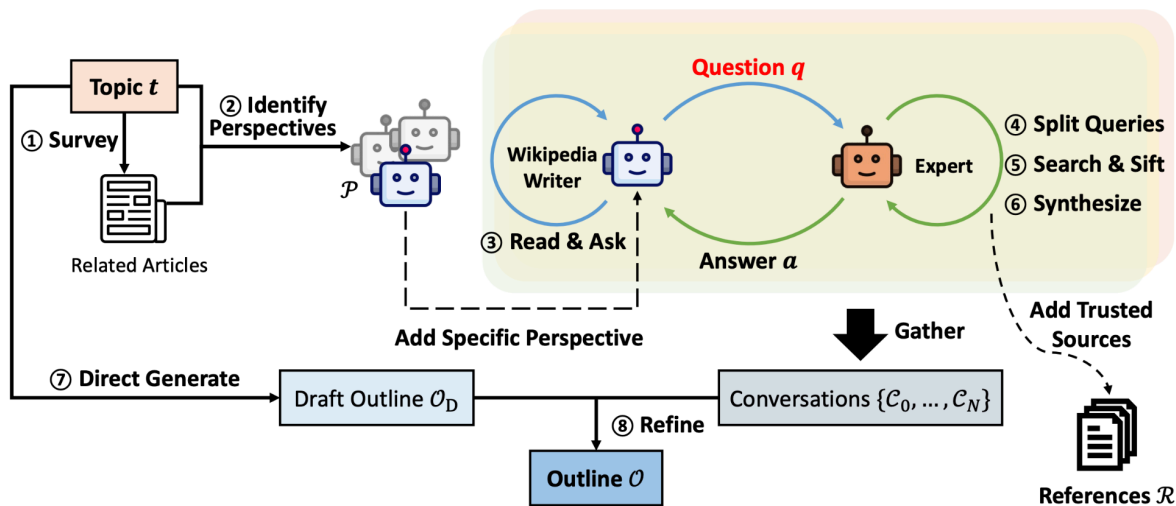 Topic t
① Survey
Related Articles
② Identify
Perspectives
𝒫
Question q
Wikipedia
Writer
Expert
③ Read & Ask
Answer a
④ Split Queries
⑤ Search & Sift
⑥ Synthesize
Add Specific Perspective
Gather
Add Trusted
Sources
⑦ Direct Generate
Draft Outline 𝒪_D
Conversations {𝒞₀, … , 𝒞_N}
⑧ Refine
Outline 𝒪
References ℛ